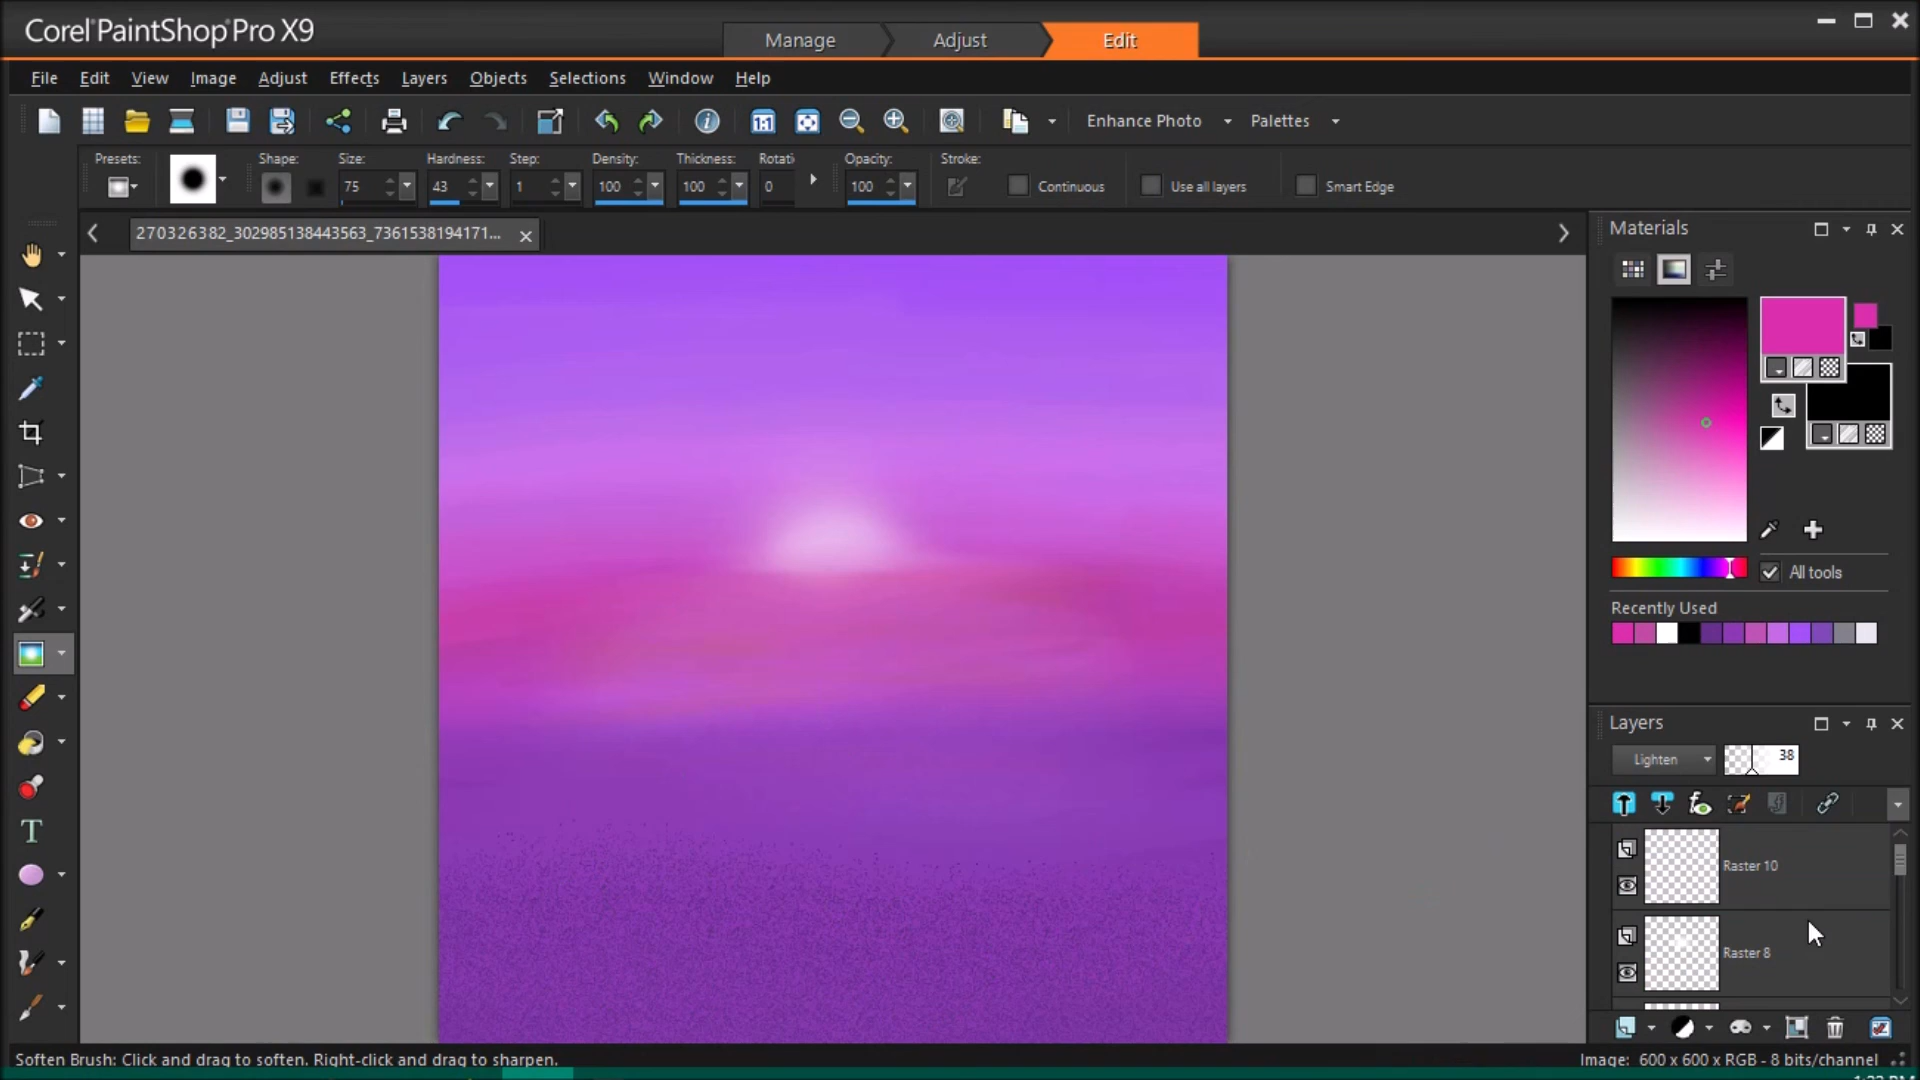 Corel PaintShop Pro X9
Manage
Adjust
Edit
File
Edit
View
Image
Adjust
Effects
Layers
Objects
Selections
Window
Help
1:1
Enhance Photo
Palettes
Presets:
Shape:
Size:
Hardness:
Step:
Density:
Thickness:
Rotati
Opacity:
Stroke:
75
43
1
100
100
0
100
Continuous
Use all layers
Smart Edge
270326382_302985138443563_7361538194171...
Materials
All tools
Recently Used
Layers
Lighten
38
Raster 10
Raster 8
Soften Brush: Click and drag to soften. Right-click and drag to sharpen.
Image: 600 x 600 x RGB - 8 bits/channel